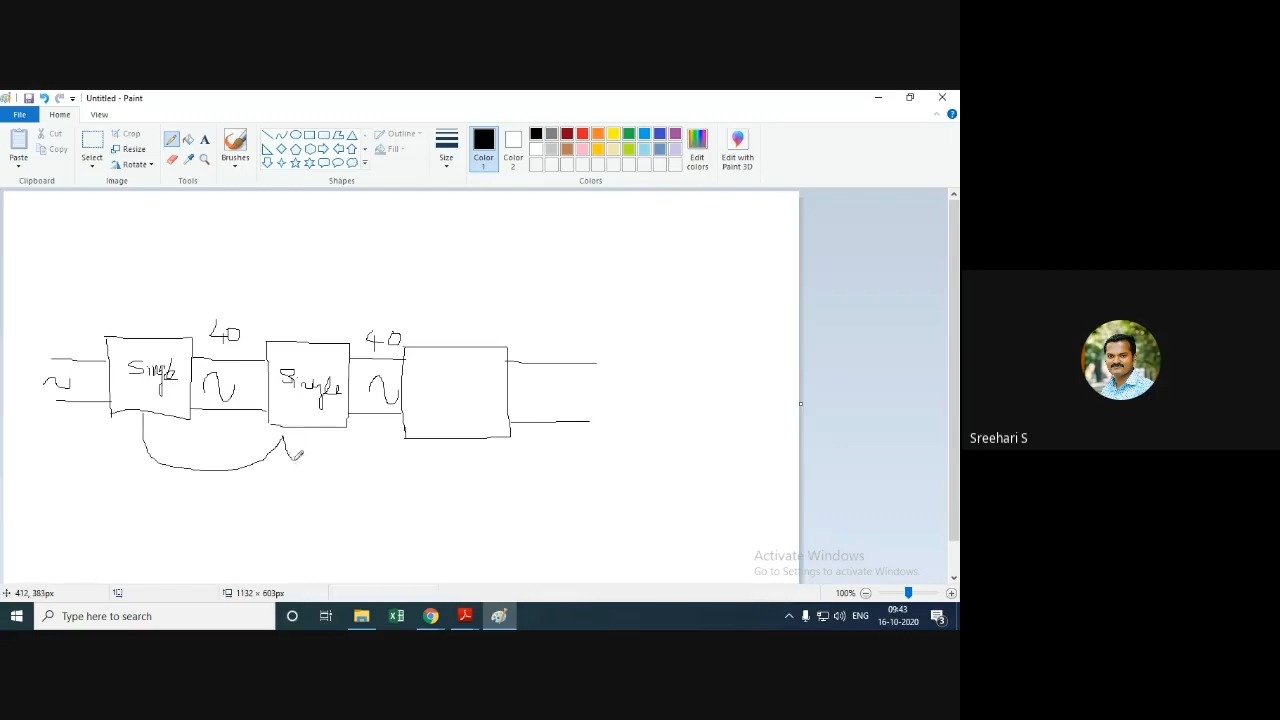 Untitled - Paint
File
Home
View
Paste
Cut
Copy
Clipboard
Select
Crop
Resize
Rotate
Image
Tools
Brushes
Shapes
Outline
Fill
Size
Color 1
Color 2
Edit colors
Colors
Edit with Paint 3D
40
40
Single
Single
Activate Windows
Go to Settings to activate Windows.
412, 383px
1132 × 603px
100%
Type here to search
ENG
09:43
16-10-2020
3
Sreehari S